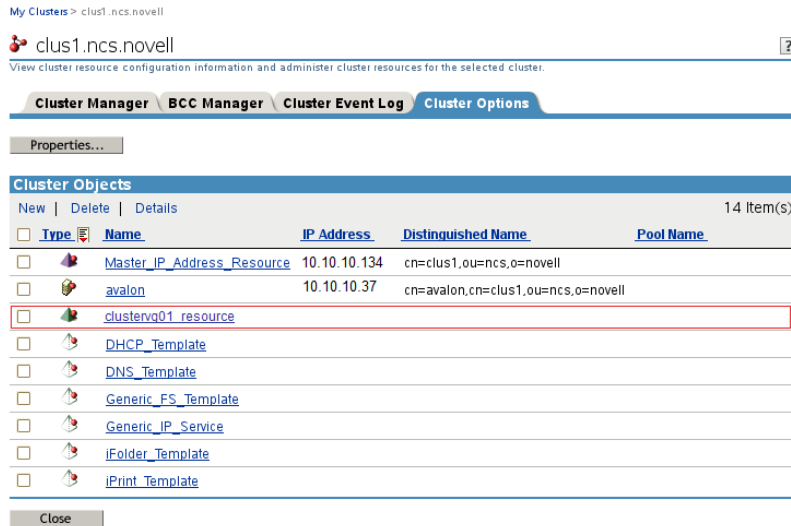 My Clusters > clus1.ncs.novell
clus1.ncs.novell
?
View cluster resource configuration information and administer cluster resources for the selected cluster.
Cluster Manager BCC Manager Cluster Event Log Cluster Options
Properties...
Cluster Objects
New | Delete | Details 14 Item(s)
Type Name IP Address Distinguished Name Pool Name
Master_IP_Address_Resource 10.10.10.134 cn=clus1,ou=ncs,o=novell
avalon 10.10.10.37 cn=avalon,cn=clus1,ou=ncs,o=novell
clustervg01_resource
DHCP_Template
DNS_Template
Generic_FS_Template
Generic_IP_Service
iFolder_Template
iPrint_Template
Close